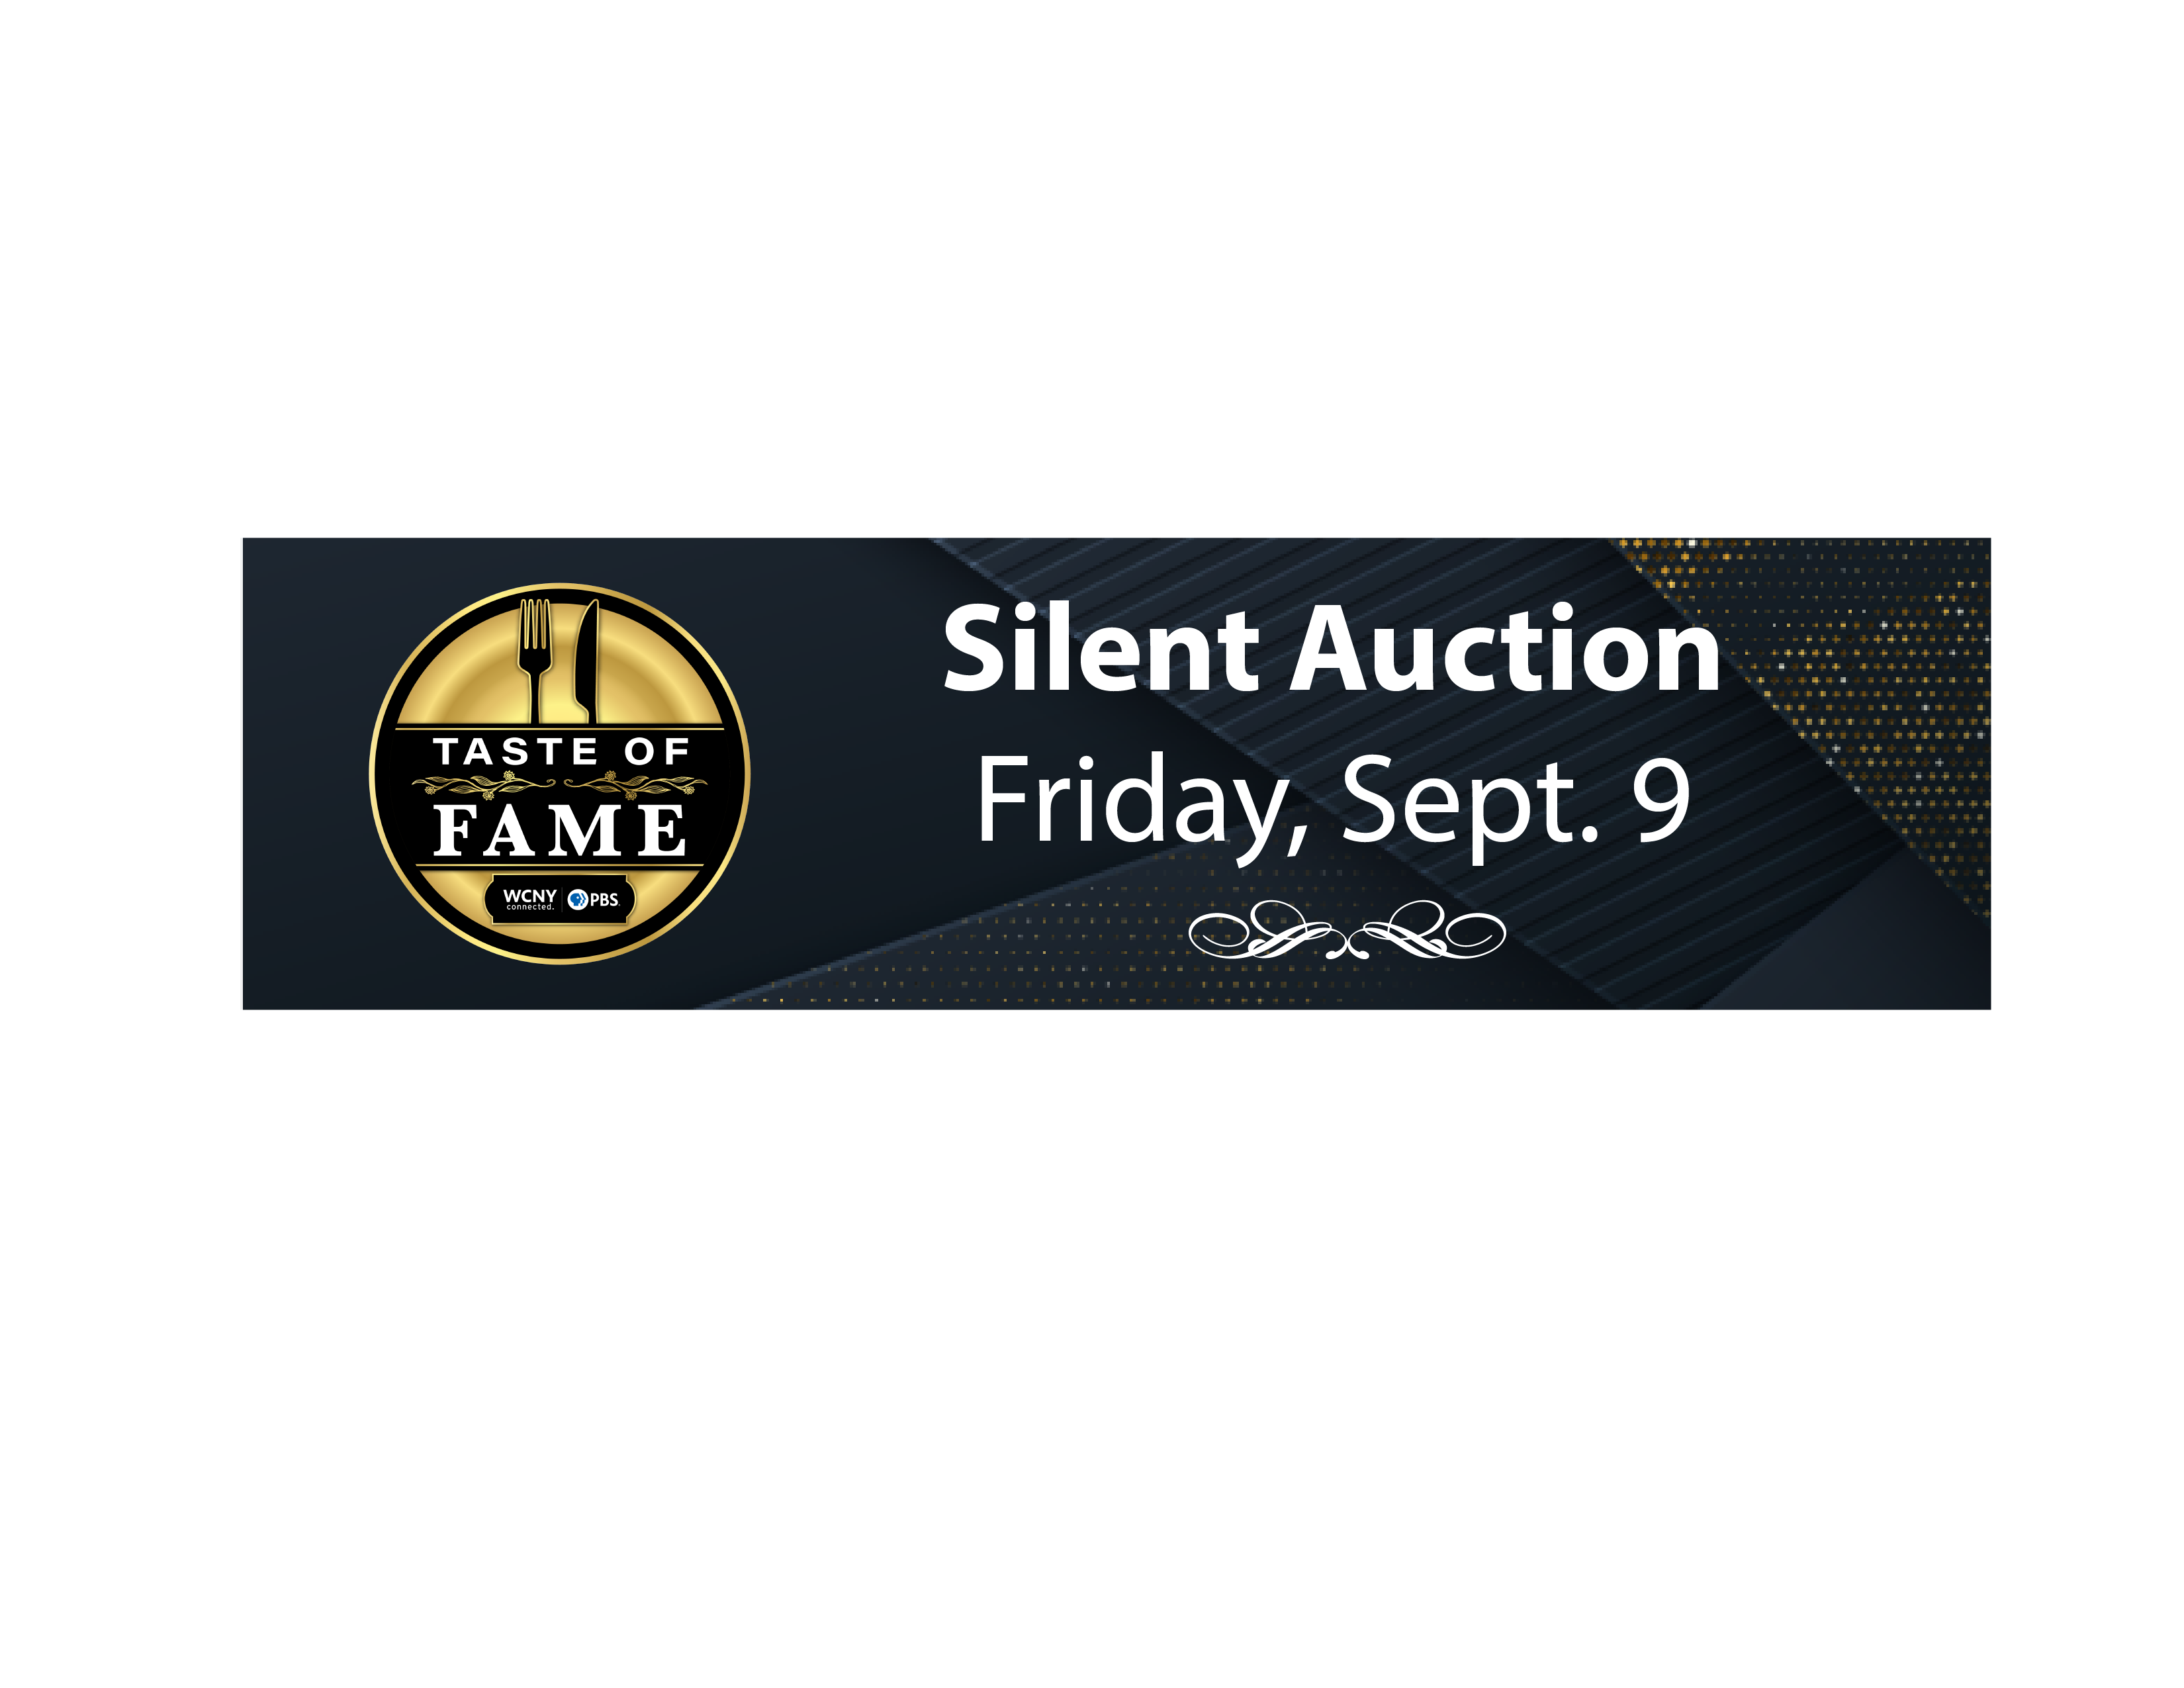 TASTE OF
FAME
WCNY
connected.
PBS
Silent Auction
Friday, Sept. 9